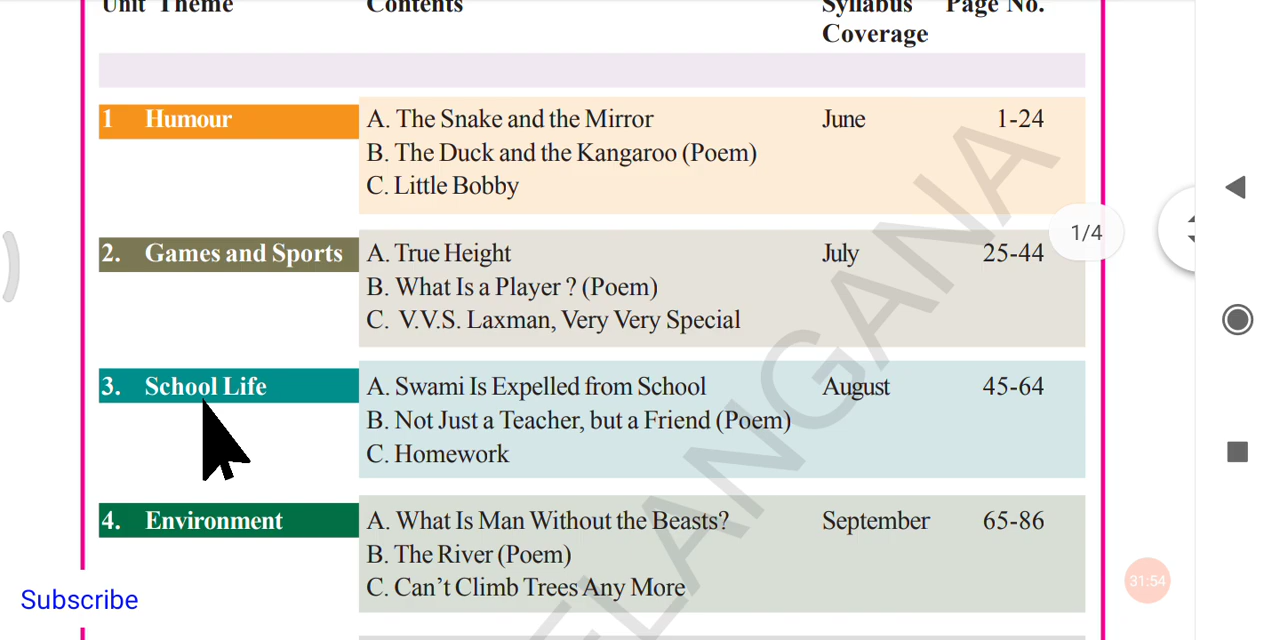 Unit Theme Contents Syllabus Page No.
Coverage
1 Humour A. The Snake and the Mirror June 1-24
B. The Duck and the Kangaroo (Poem)
C. Little Bobby
2. Games and Sports A. True Height July 25-44
B. What Is a Player ? (Poem)
C. V.V.S. Laxman, Very Very Special
3. School Life A. Swami Is Expelled from School August 45-64
B. Not Just a Teacher, but a Friend (Poem)
C. Homework
4. Environment A. What Is Man Without the Beasts? September 65-86
B. The River (Poem)
C. Can't Climb Trees Any More
1/4
31:54
Subscribe
ELANGANA